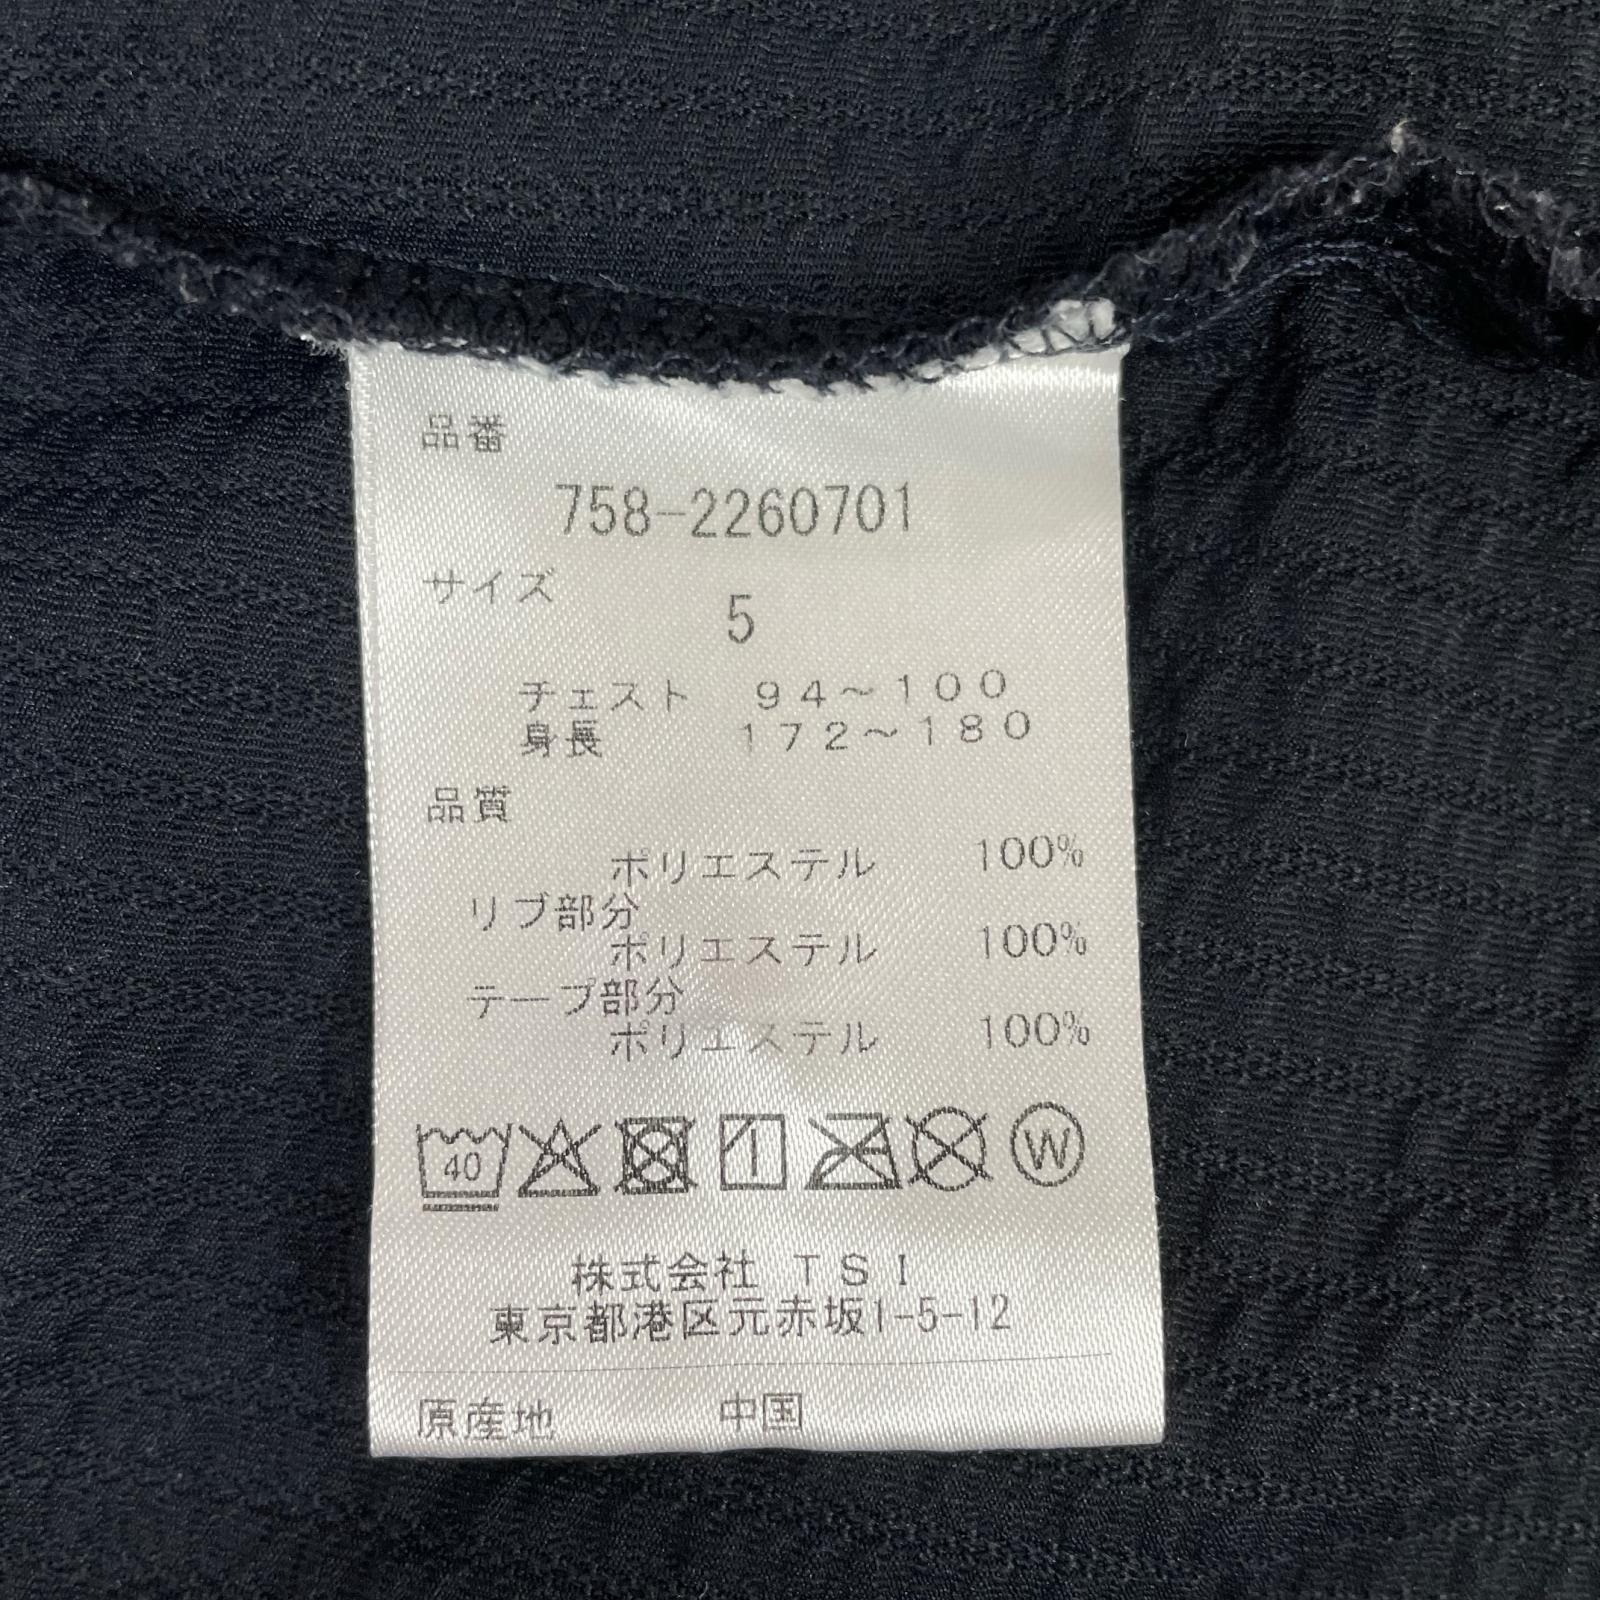 品番
758-2260701
サイズ 5
チェスト 94~100
身長 172~180
品質
ポリエステル 100%
リブ部分
ポリエステル 100%
テープ部分
ポリエステル 100%
40 W
株式会社 TSI
東京都港区元赤坂1-5-12
原産地 中国